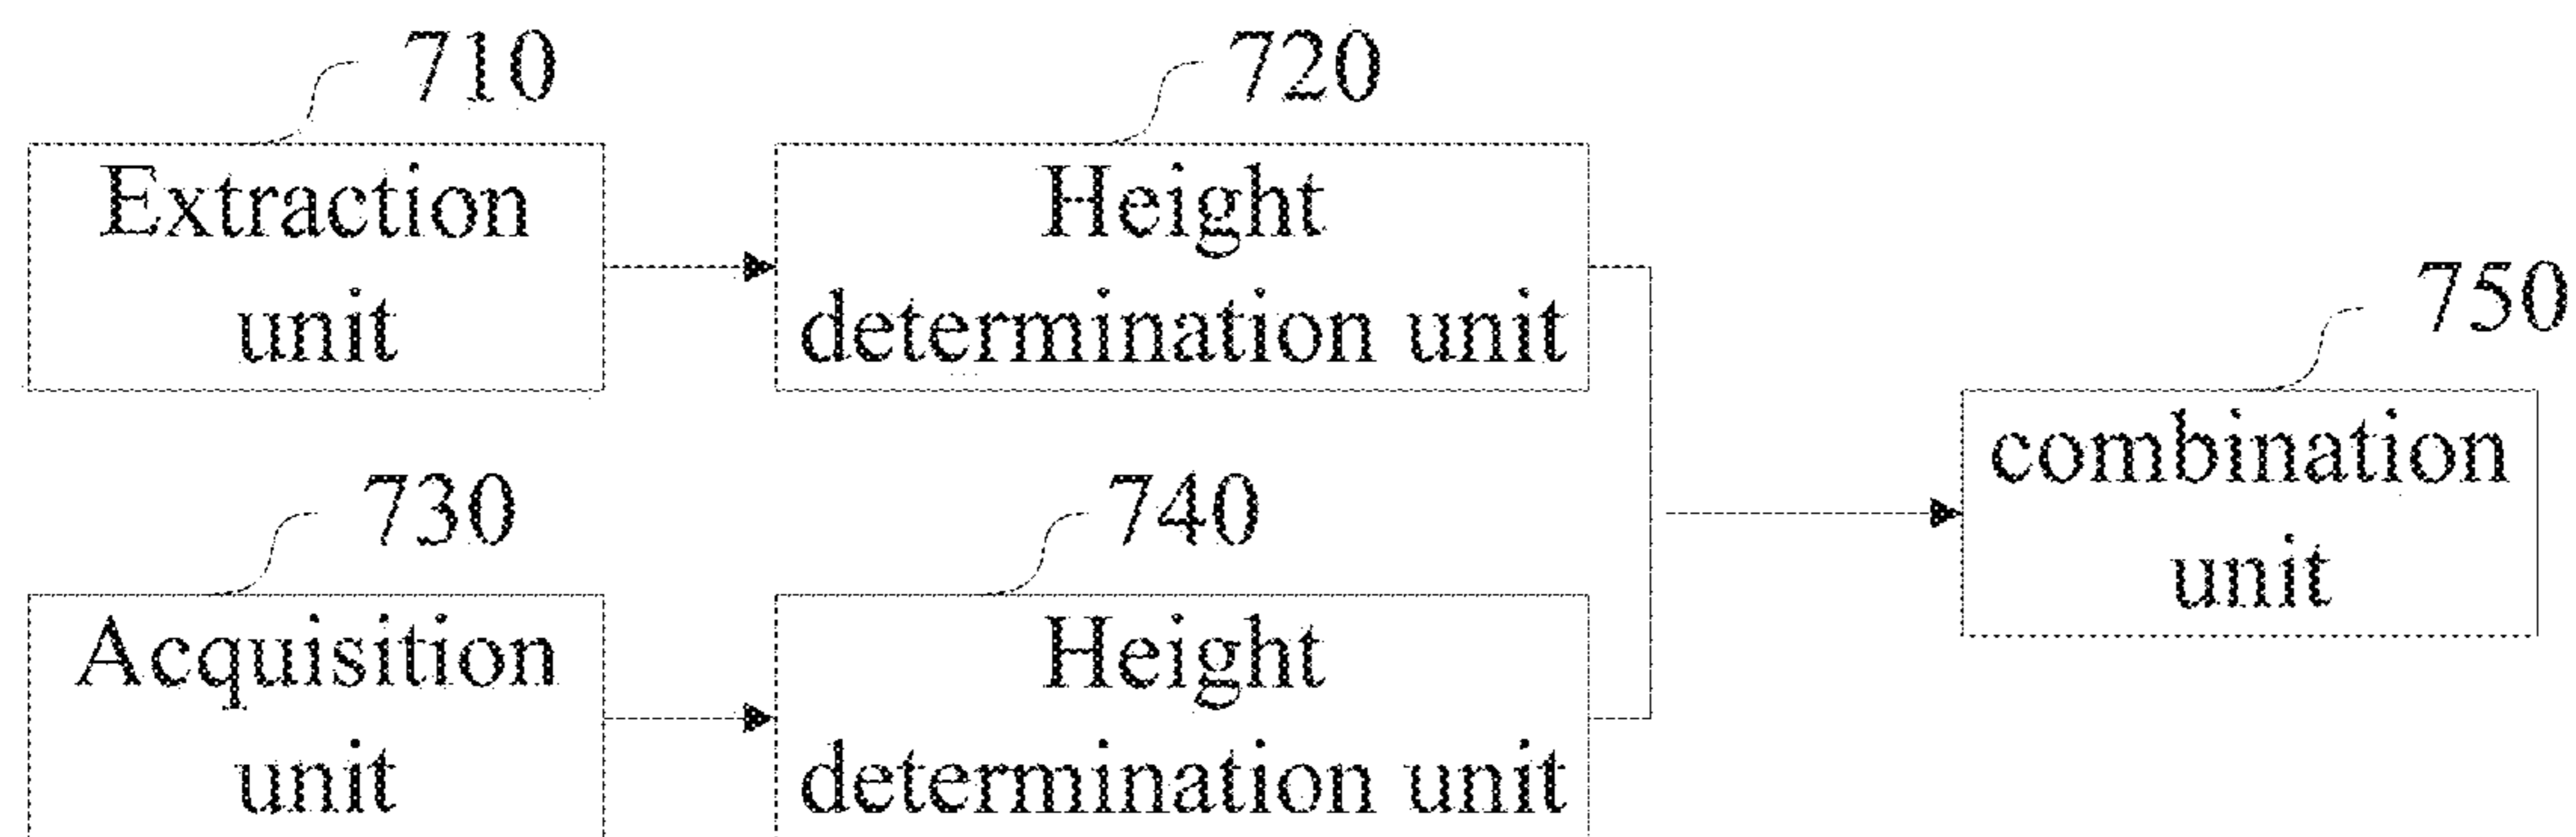 710
Extraction
unit
720
Height
determination unit
730
Acquisition
unit
740
Height
determination unit
750
combination
unit